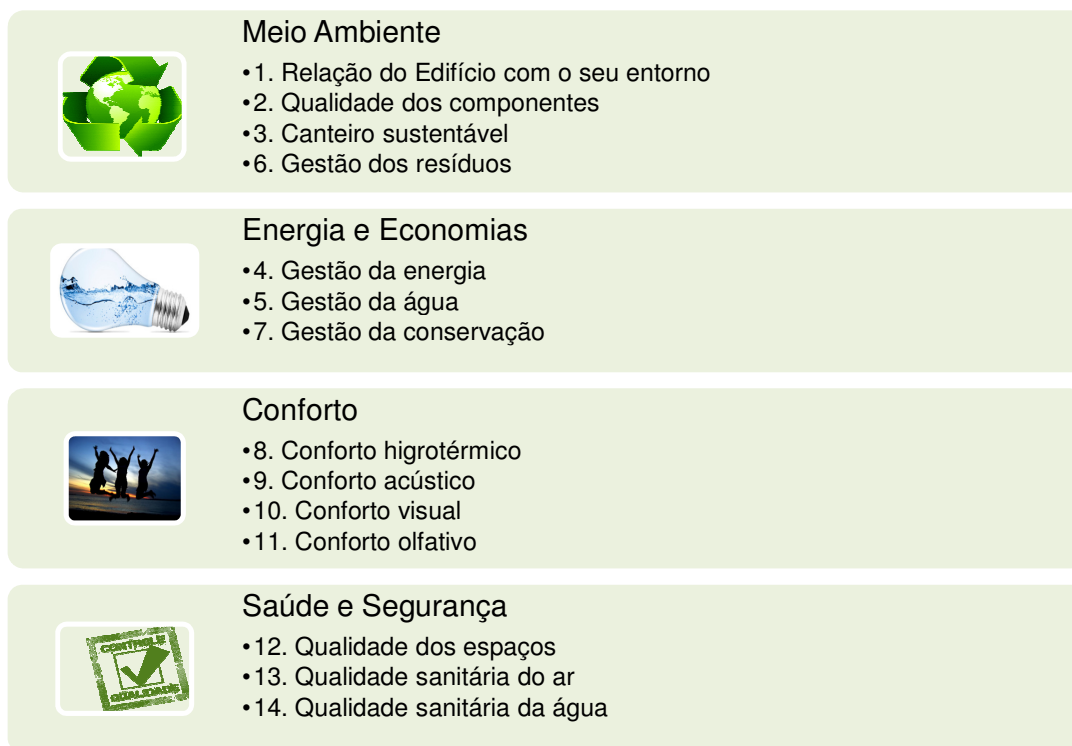 Meio Ambiente
•1. Relação do Edifício com o seu entorno
•2. Qualidade dos componentes
•3. Canteiro sustentável
•6. Gestão dos resíduos
Energia e Economias
•4. Gestão da energia
•5. Gestão da água
•7. Gestão da conservação
Conforto
•8. Conforto higrotérmico
•9. Conforto acústico
•10. Conforto visual
•11. Conforto olfativo
Saúde e Segurança
CONTROLE
QUALIDADE
•12. Qualidade dos espaços
•13. Qualidade sanitária do ar
•14. Qualidade sanitária da água